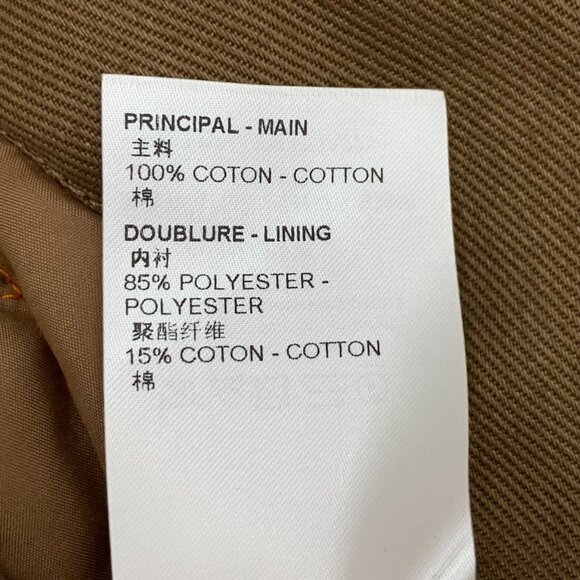 PRINCIPAL - MAIN
主料
100% COTON - COTTON
棉
DOUBLURE - LINING
内衬
85% POLYESTER -
POLYESTER
聚酯纤维
15% COTON - COTTON
棉